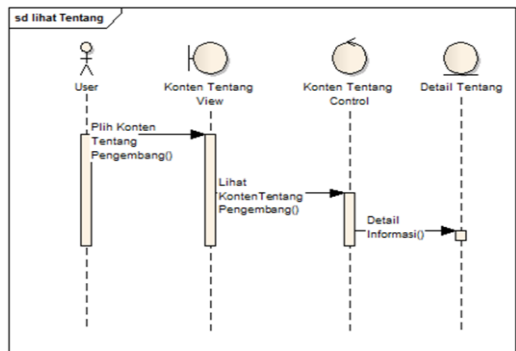 sd lihat Tentang
User
Konten Tentang
View
Konten Tentang
Control
Detail Tentang
Plih Konten
Tentang
Pengembang()
Lihat
KontenTentang
Pengembang()
Detail
Informasi()